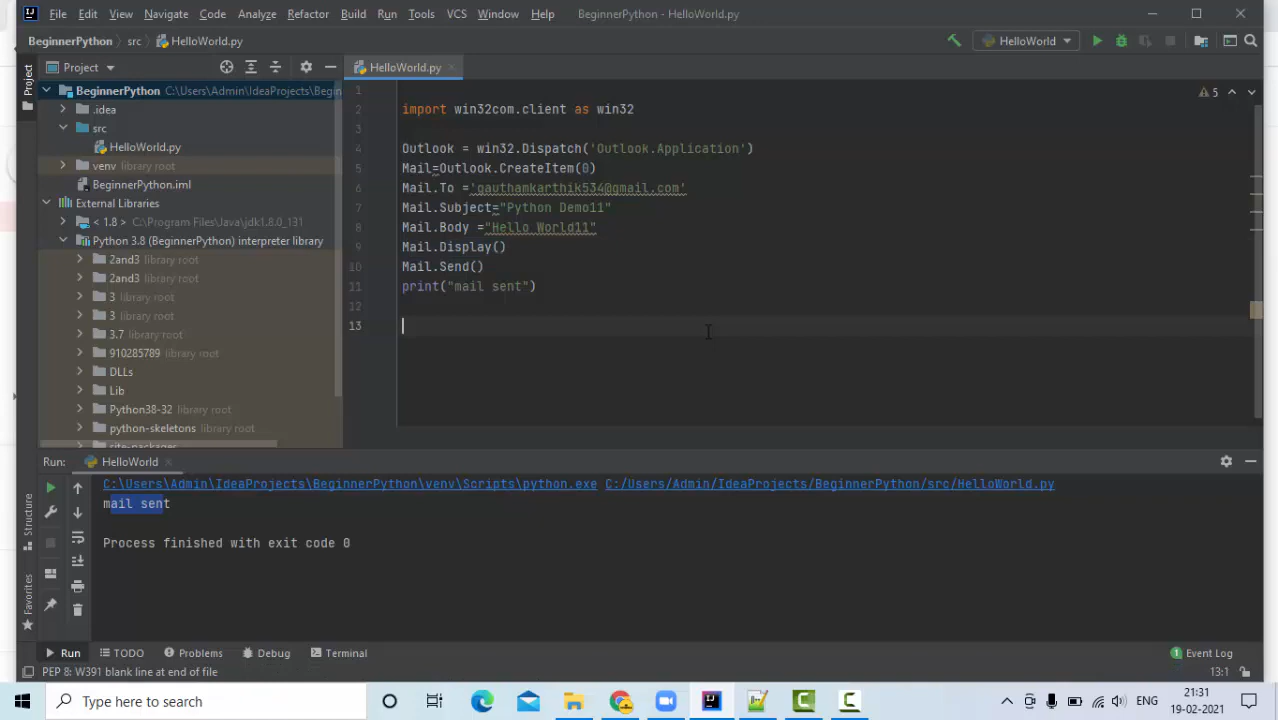 File Edit View Navigate Code Analyze Refactor Build Run Tools VCS Window Help BeginnerPython - HelloWorld.py
BeginnerPython src HelloWorld.py HelloWorld
Project
Project
HelloWorld.py
BeginnerPython C:\Users\Admin\IdeaProjects\Begin
.idea
src
HelloWorld.py
venv library root
BeginnerPython.iml
External Libraries
< 1.8 > C:\Program Files\Java\jdk1.8.0_131
Python 3.8 (BeginnerPython) interpreter library
2and3 library root
2and3 library root
3 library root
3 library root
3.7 library root
910285789 library root
DLLs
Lib
Python38-32 library root
python-skeletons library root
site-packages
5
1
2 import win32com.client as win32
3
4 Outlook = win32.Dispatch('Outlook.Application')
5 Mail=Outlook.CreateItem(0)
6 Mail.To ='gauthamkarthik534@gmail.com'
7 Mail.Subject="Python Demo11"
8 Mail.Body ="Hello World11"
9 Mail.Display()
10 Mail.Send()
11 print("mail sent")
12
13
Run: HelloWorld
C:\Users\Admin\IdeaProjects\BeginnerPython\venv\Scripts\python.exe C:/Users/Admin/IdeaProjects/BeginnerPython/src/HelloWorld.py
mail sent
Process finished with exit code 0
Structure
Favorites
Run TODO Problems Debug Terminal 1 Event Log
PEP 8: W391 blank line at end of file 13:1
Type here to search
ENG
21:31
19-02-2021